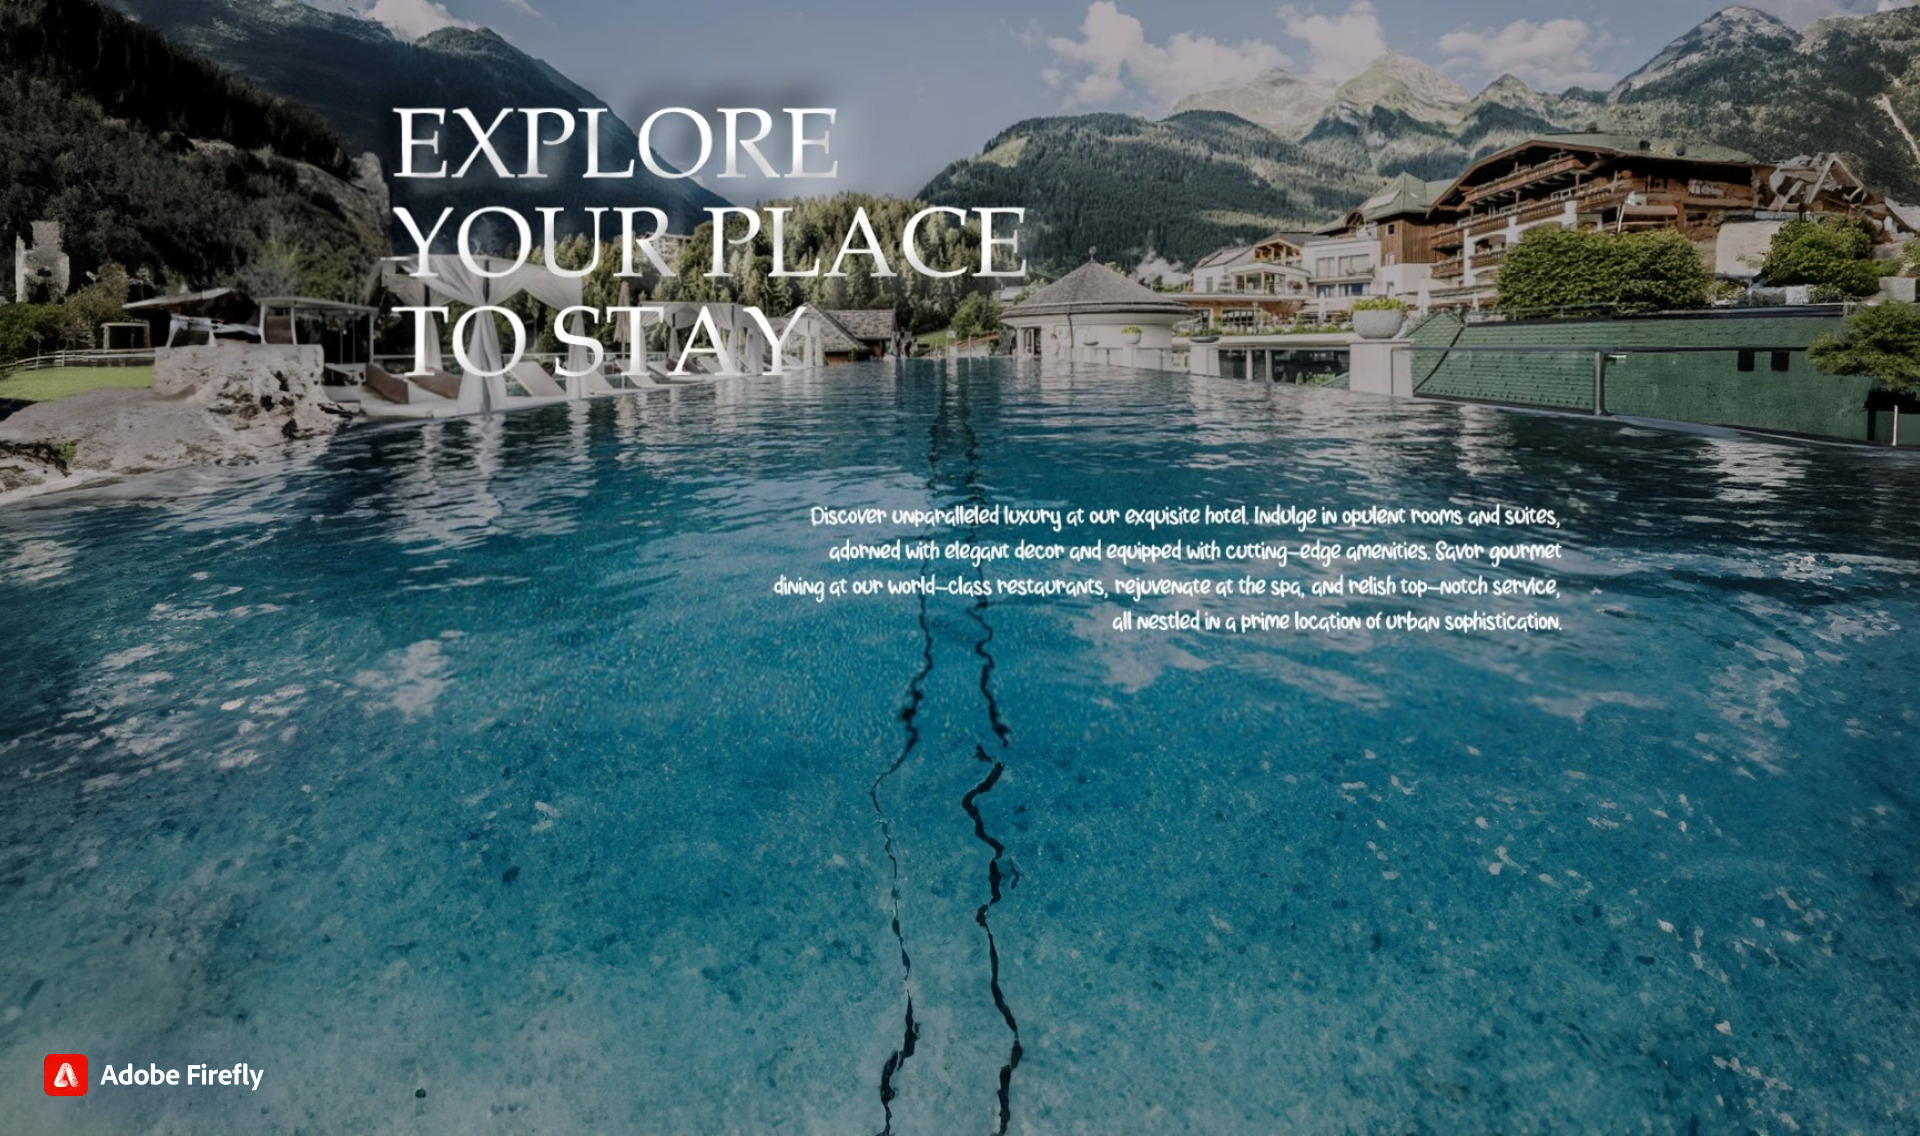 EXPLORE
YOUR PLACE
TO STAY
Discover unparalleled luxury at our exquisite hotel. Indulge in opulent rooms and suites,
adorned with elegant decor and equipped with cutting-edge amenities. Savor gourmet
dining at our world-class restaurants, rejuvenate at the spa, and relish top-notch service,
all nestled in a prime location of urban sophistication.
Adobe Firefly